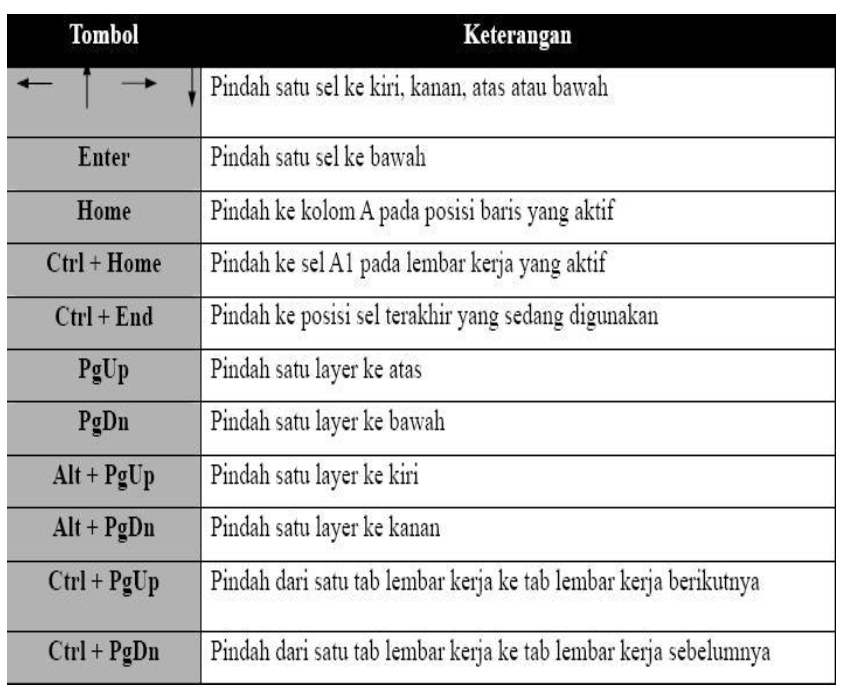 Tombol Keterangan
← ↑ → ↓ Pindah satu sel ke kiri, kanan, atas atau bawah
Enter Pindah satu sel ke bawah
Home Pindah ke kolom A pada posisi baris yang aktif
Ctrl + Home Pindah ke sel A1 pada lembar kerja yang aktif
Ctrl + End Pindah ke posisi sel terakhir yang sedang digunakan
PgUp Pindah satu layer ke atas
PgDn Pindah satu layer ke bawah
Alt + PgUp Pindah satu layer ke kiri
Alt + PgDn Pindah satu layer ke kanan
Ctrl + PgUp Pindah dari satu tab lembar kerja ke tab lembar kerja berikutnya
Ctrl + PgDn Pindah dari satu tab lembar kerja ke tab lembar kerja sebelumnya